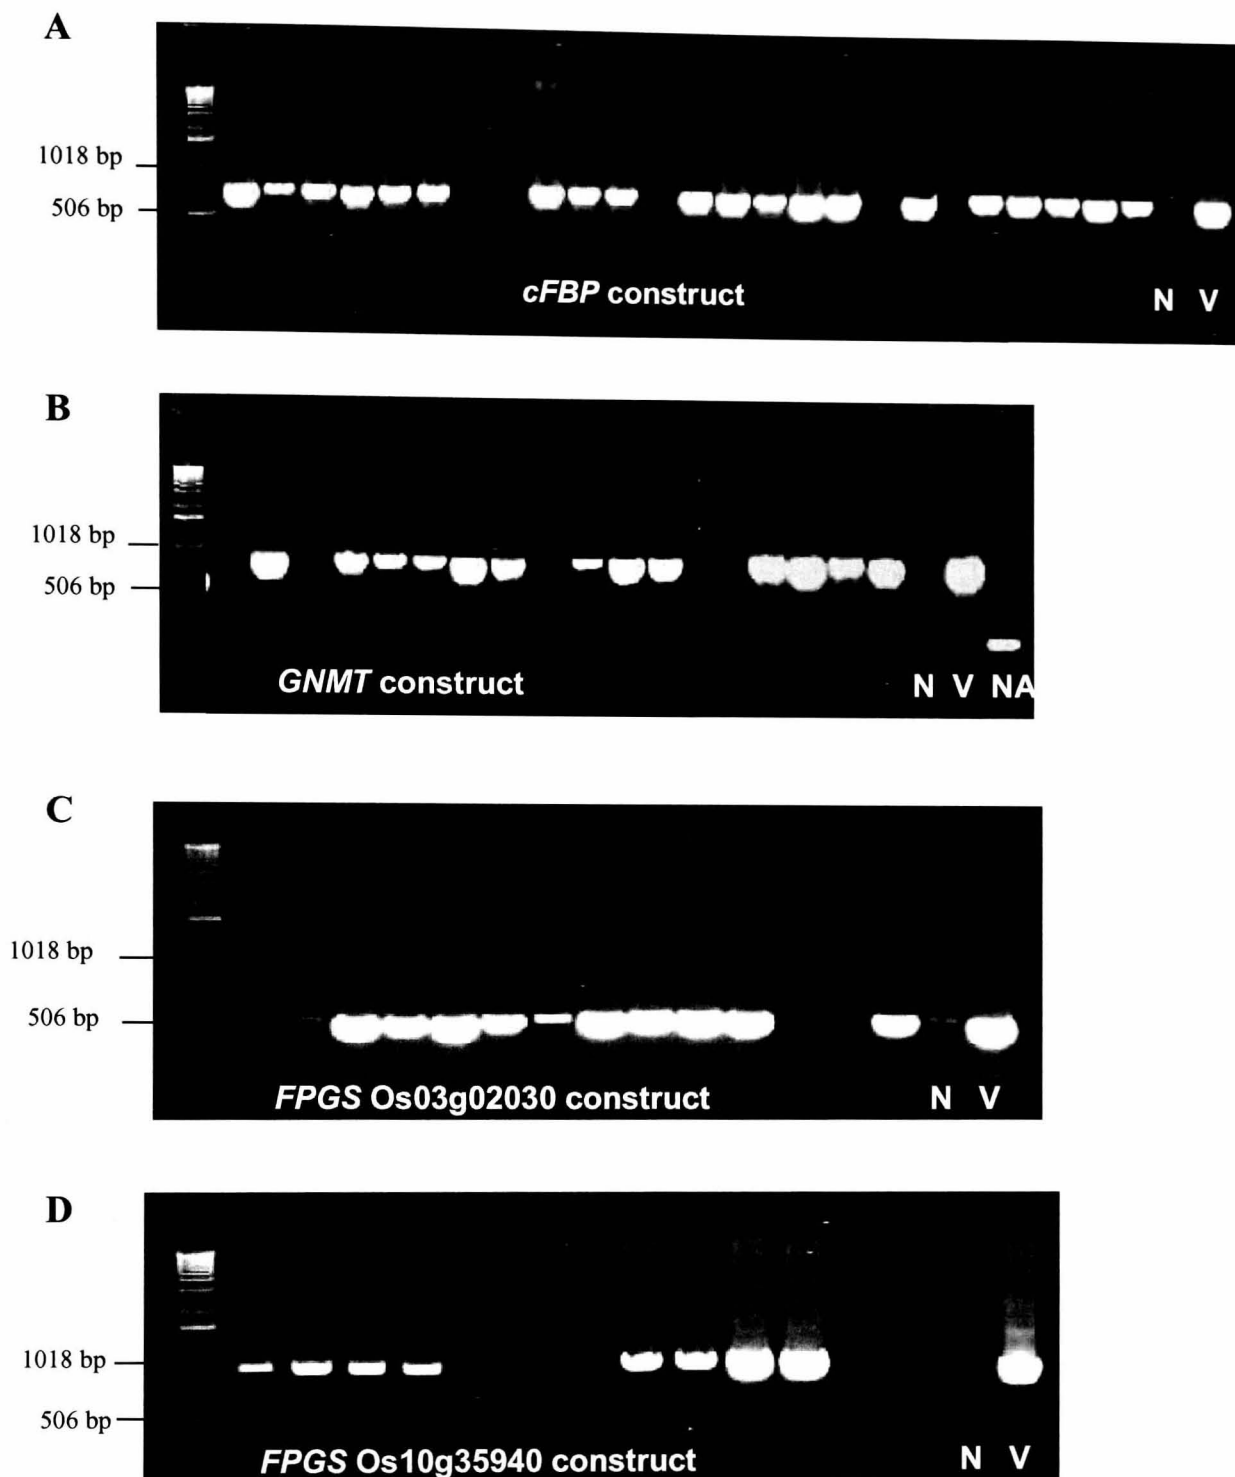 A
1018 bp
506 bp
cFBP construct
N V
B
1018 bp
506 bp
GNMT construct
N V NA
C
1018 bp
506 bp
FPGS Os03g02030 construct
N V
D
1018 bp
506 bp
FPGS Os10g35940 construct
N V